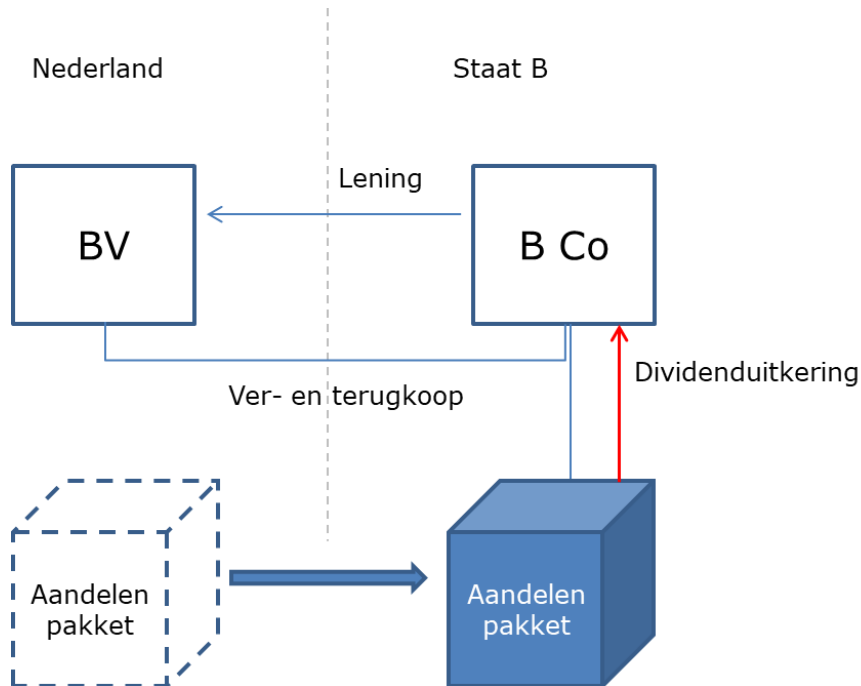 Nederland
Staat B
Lening
BV
B Co
Dividenduitkering
Ver- en terugkoop
Aandelen
pakket
Aandelen
pakket